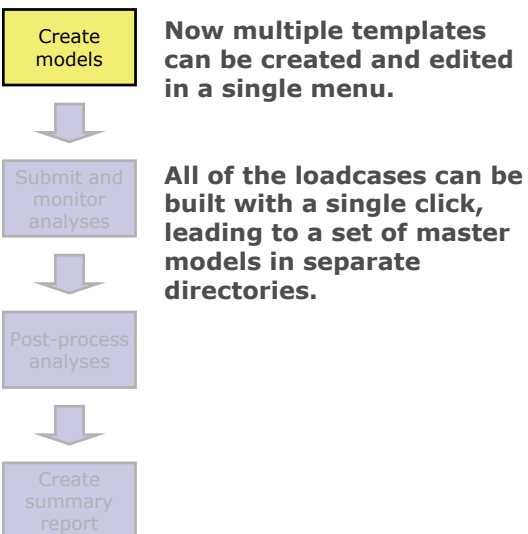 Create
models
Now multiple templates
can be created and edited
in a single menu.
Submit and
monitor
analyses
All of the loadcases can be
built with a single click,
leading to a set of master
models in separate
directories.
Post-process
analyses
Create
summary
report